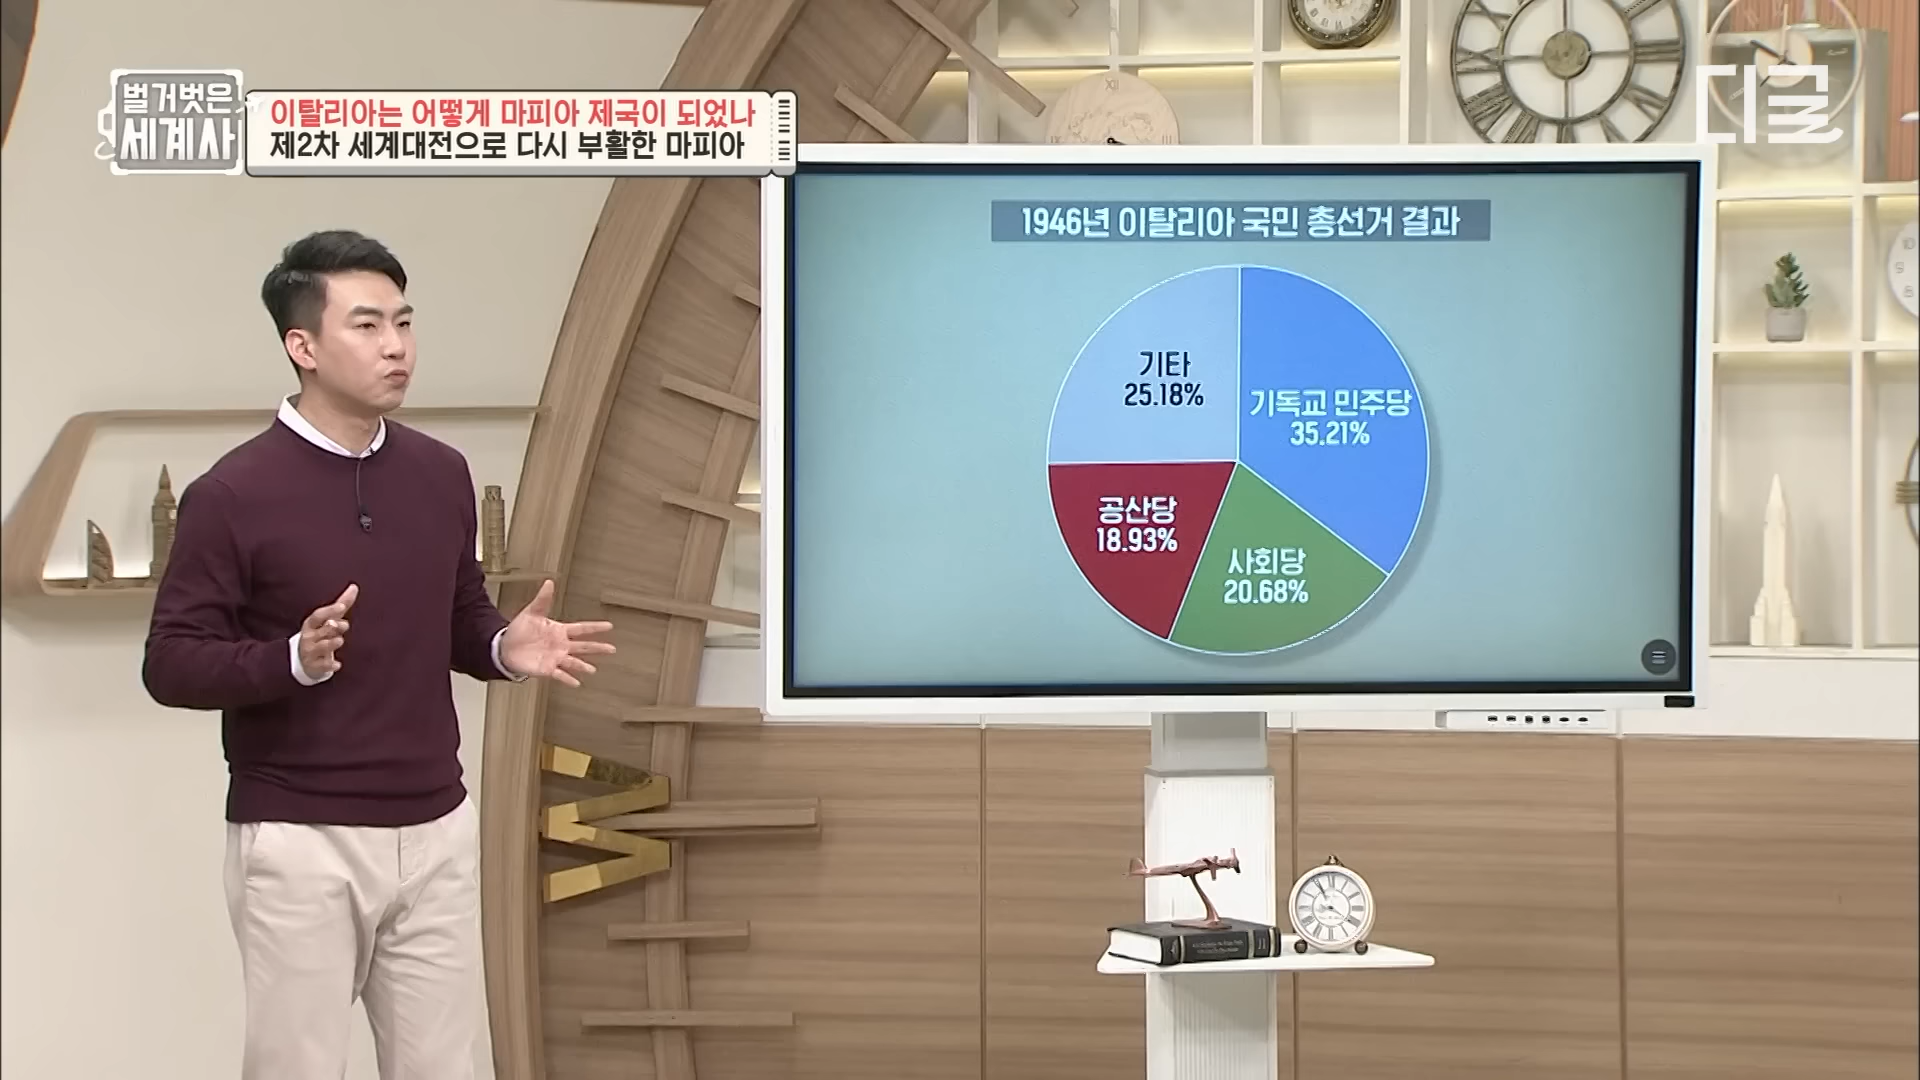 벌거벗은
세계사
이탈리아는 어떻게 마피아 제국이 되었나
제2차 세계대전으로 다시 부활한 마피아
디글
1946년 이탈리아 국민 총선거 결과
기타
25.18%
기독교 민주당
35.21%
공산당
18.93%
사회당
20.68%